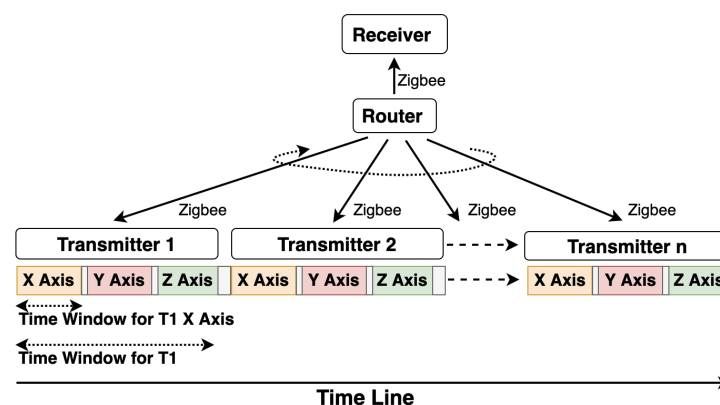 Receiver
Zigbee
Router
Zigbee Zigbee Zigbee Zigbee
Transmitter 1 Transmitter 2 Transmitter n
X Axis Y Axis Z Axis X Axis Y Axis Z Axis X Axis Y Axis Z Axis
Time Window for T1 X Axis
Time Window for T1
Time Line